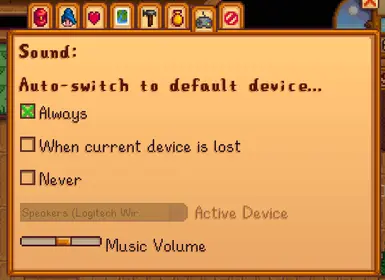 Sound:
Auto-switch to default device...
Always
When current device is lost
Never
Speakers (Logitech Wir... Active Device
Music Volume